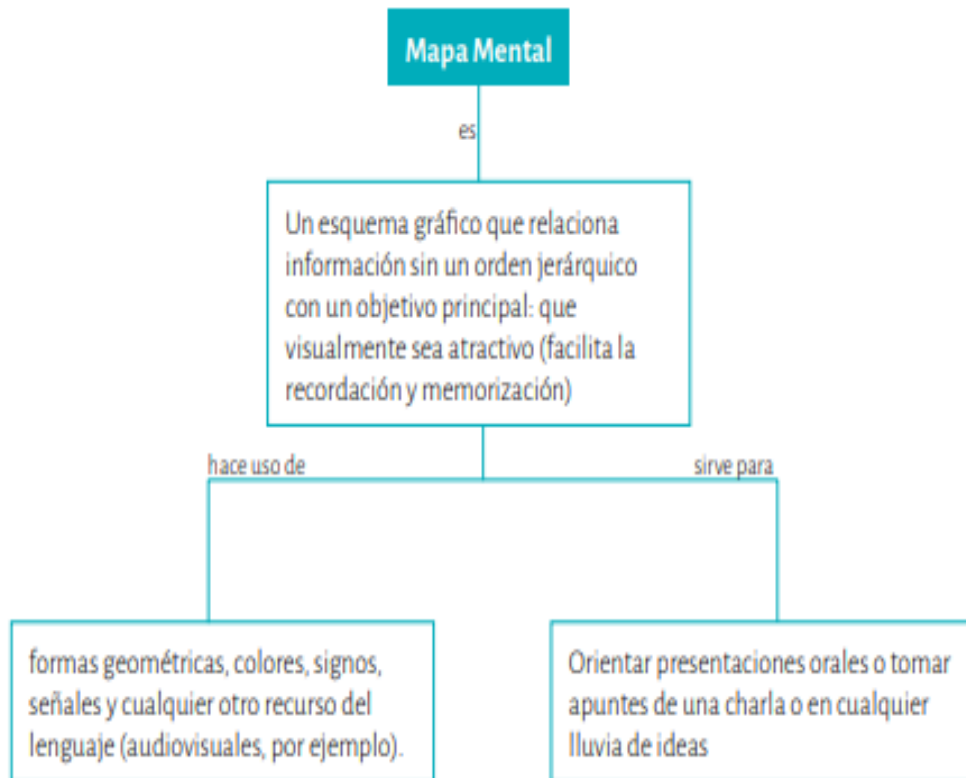 Mapa Mental
es
Un esquema gráfico que relaciona
información sin un orden jerárquico
con un objetivo principal: que
visualmente sea atractivo (facilita la
recordación y memorización)
hace uso de
sirve para
formas geométricas, colores, signos,
señales y cualquier otro recurso del
lenguaje (audiovisuales, por ejemplo).
Orientar presentaciones orales o tomar
apuntes de una charla o en cualquier
lluvia de ideas